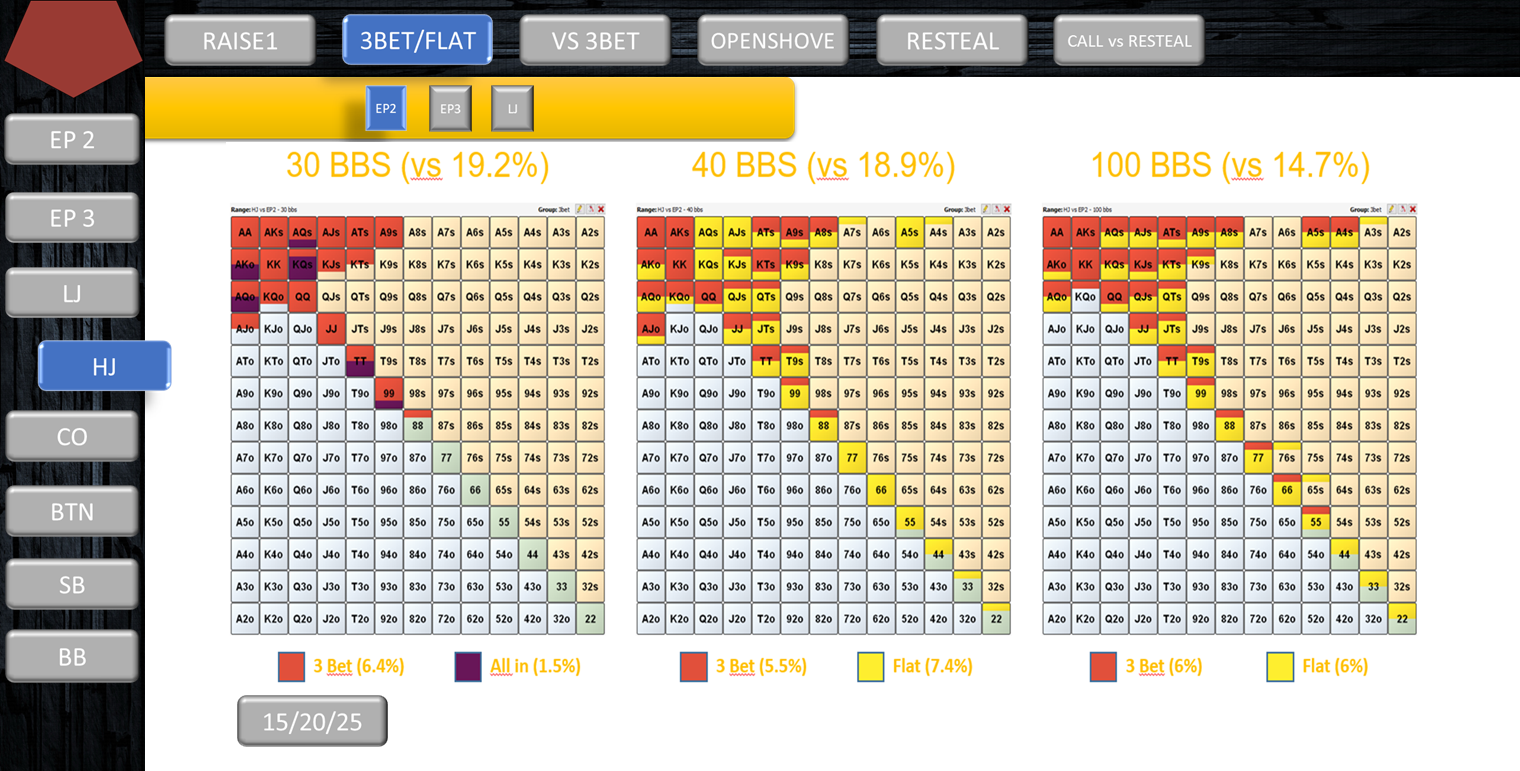 RAISE1 3BET/FLAT VS 3BET OPENSHOVE RESTEAL CALL vs RESTEAL
EP2 EP3 LJ
EP 2
EP 3
LJ
HJ
CO
BTN
SB
BB
30 BBS (vs 19.2%)
Range: HJ vs EP2 - 30 bbs Group: 3bet
AA AKs AQs AJs ATs A9s A8s A7s A6s A5s A4s A3s A2s
AKo KK KQs KJs KTs K9s K8s K7s K6s K5s K4s K3s K2s
AQo KQo QQ QJs QTs Q9s Q8s Q7s Q6s Q5s Q4s Q3s Q2s
AJo KJo QJo JJ JTs J9s J8s J7s J6s J5s J4s J3s J2s
ATo KTo QTo JTo TT T9s T8s T7s T6s T5s T4s T3s T2s
A9o K9o Q9o J9o T9o 99 98s 97s 96s 95s 94s 93s 92s
A8o K8o Q8o J8o T8o 98o 88 87s 86s 85s 84s 83s 82s
A7o K7o Q7o J7o T7o 97o 87o 77 76s 75s 74s 73s 72s
A6o K6o Q6o J6o T6o 96o 86o 76o 66 65s 64s 63s 62s
A5o K5o Q5o J5o T5o 95o 85o 75o 65o 55 54s 53s 52s
A4o K4o Q4o J4o T4o 94o 84o 74o 64o 54o 44 43s 42s
A3o K3o Q3o J3o T3o 93o 83o 73o 63o 53o 43o 33 32s
A2o K2o Q2o J2o T2o 92o 82o 72o 62o 52o 42o 32o 22
3 Bet (6.4%) All in (1.5%)
40 BBS (vs 18.9%)
Range: HJ vs EP2 - 40 bbs Group: 3bet
AA AKs AQs AJs ATs A9s A8s A7s A6s A5s A4s A3s A2s
AKo KK KQs KJs KTs K9s K8s K7s K6s K5s K4s K3s K2s
AQo KQo QQ QJs QTs Q9s Q8s Q7s Q6s Q5s Q4s Q3s Q2s
AJo KJo QJo JJ JTs J9s J8s J7s J6s J5s J4s J3s J2s
ATo KTo QTo JTo TT T9s T8s T7s T6s T5s T4s T3s T2s
A9o K9o Q9o J9o T9o 99 98s 97s 96s 95s 94s 93s 92s
A8o K8o Q8o J8o T8o 98o 88 87s 86s 85s 84s 83s 82s
A7o K7o Q7o J7o T7o 97o 87o 77 76s 75s 74s 73s 72s
A6o K6o Q6o J6o T6o 96o 86o 76o 66 65s 64s 63s 62s
A5o K5o Q5o J5o T5o 95o 85o 75o 65o 55 54s 53s 52s
A4o K4o Q4o J4o T4o 94o 84o 74o 64o 54o 44 43s 42s
A3o K3o Q3o J3o T3o 93o 83o 73o 63o 53o 43o 33 32s
A2o K2o Q2o J2o T2o 92o 82o 72o 62o 52o 42o 32o 22
3 Bet (5.5%) Flat (7.4%)
100 BBS (vs 14.7%)
Range: HJ vs EP2 - 100 bbs Group: 3bet
AA AKs AQs AJs ATs A9s A8s A7s A6s A5s A4s A3s A2s
AKo KK KQs KJs KTs K9s K8s K7s K6s K5s K4s K3s K2s
AQo KQo QQ QJs QTs Q9s Q8s Q7s Q6s Q5s Q4s Q3s Q2s
AJo KJo QJo JJ JTs J9s J8s J7s J6s J5s J4s J3s J2s
ATo KTo QTo JTo TT T9s T8s T7s T6s T5s T4s T3s T2s
A9o K9o Q9o J9o T9o 99 98s 97s 96s 95s 94s 93s 92s
A8o K8o Q8o J8o T8o 98o 88 87s 86s 85s 84s 83s 82s
A7o K7o Q7o J7o T7o 97o 87o 77 76s 75s 74s 73s 72s
A6o K6o Q6o J6o T6o 96o 86o 76o 66 65s 64s 63s 62s
A5o K5o Q5o J5o T5o 95o 85o 75o 65o 55 54s 53s 52s
A4o K4o Q4o J4o T4o 94o 84o 74o 64o 54o 44 43s 42s
A3o K3o Q3o J3o T3o 93o 83o 73o 63o 53o 43o 33 32s
A2o K2o Q2o J2o T2o 92o 82o 72o 62o 52o 42o 32o 22
3 Bet (6%) Flat (6%)
15/20/25